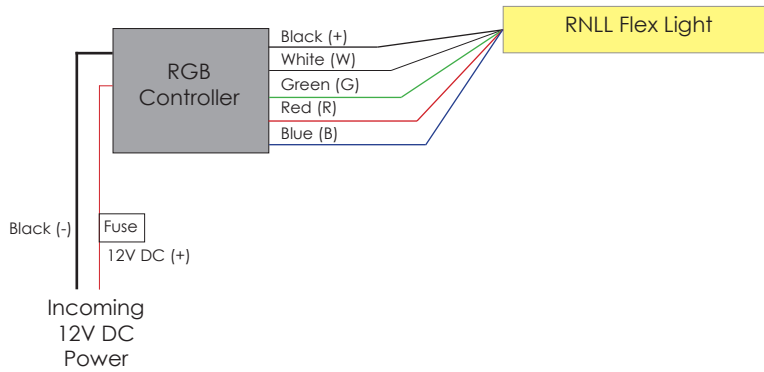 RNLL Flex Light
Black (+)
White (W)
Green (G)
Red (R)
Blue (B)
RGB
Controller
Black (-)
Fuse
12V DC (+)
Incoming
12V DC
Power